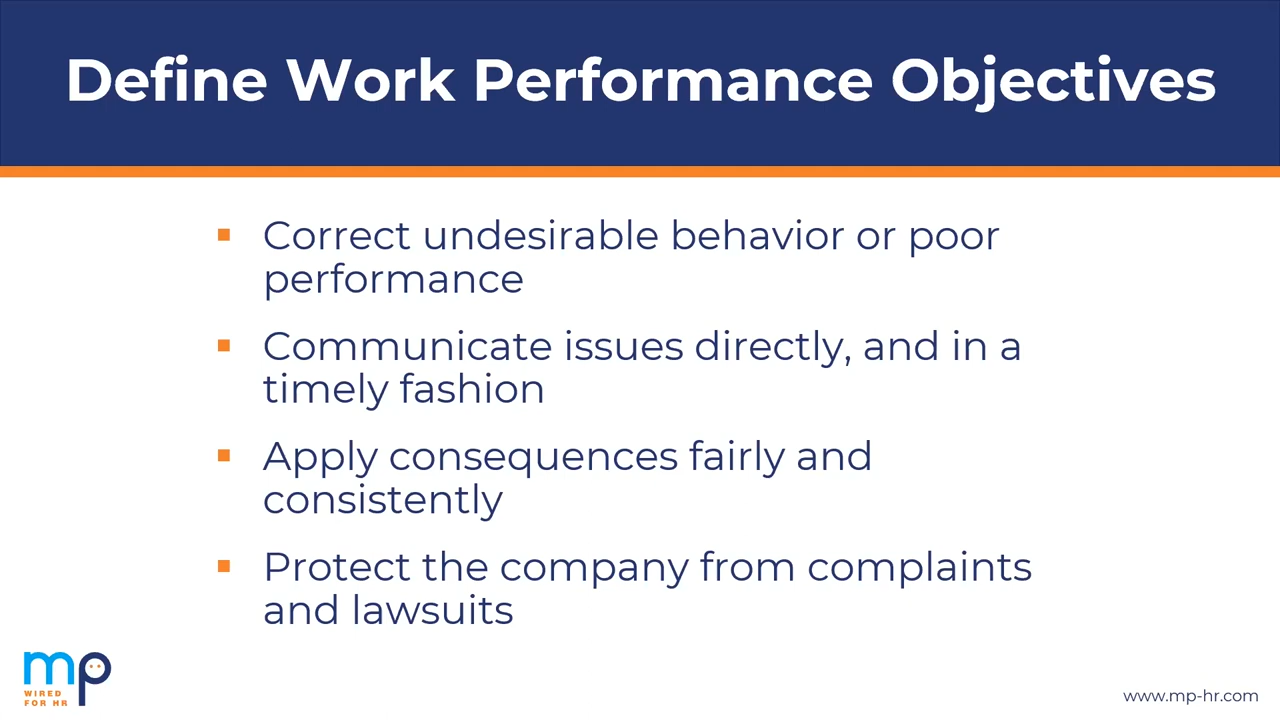 Define Work Performance Objectives
▪ Correct undesirable behavior or poor
performance
▪ Communicate issues directly, and in a
timely fashion
▪ Apply consequences fairly and
consistently
▪ Protect the company from complaints
and lawsuits
mp
WIRED
FOR HR
www.mp-hr.com